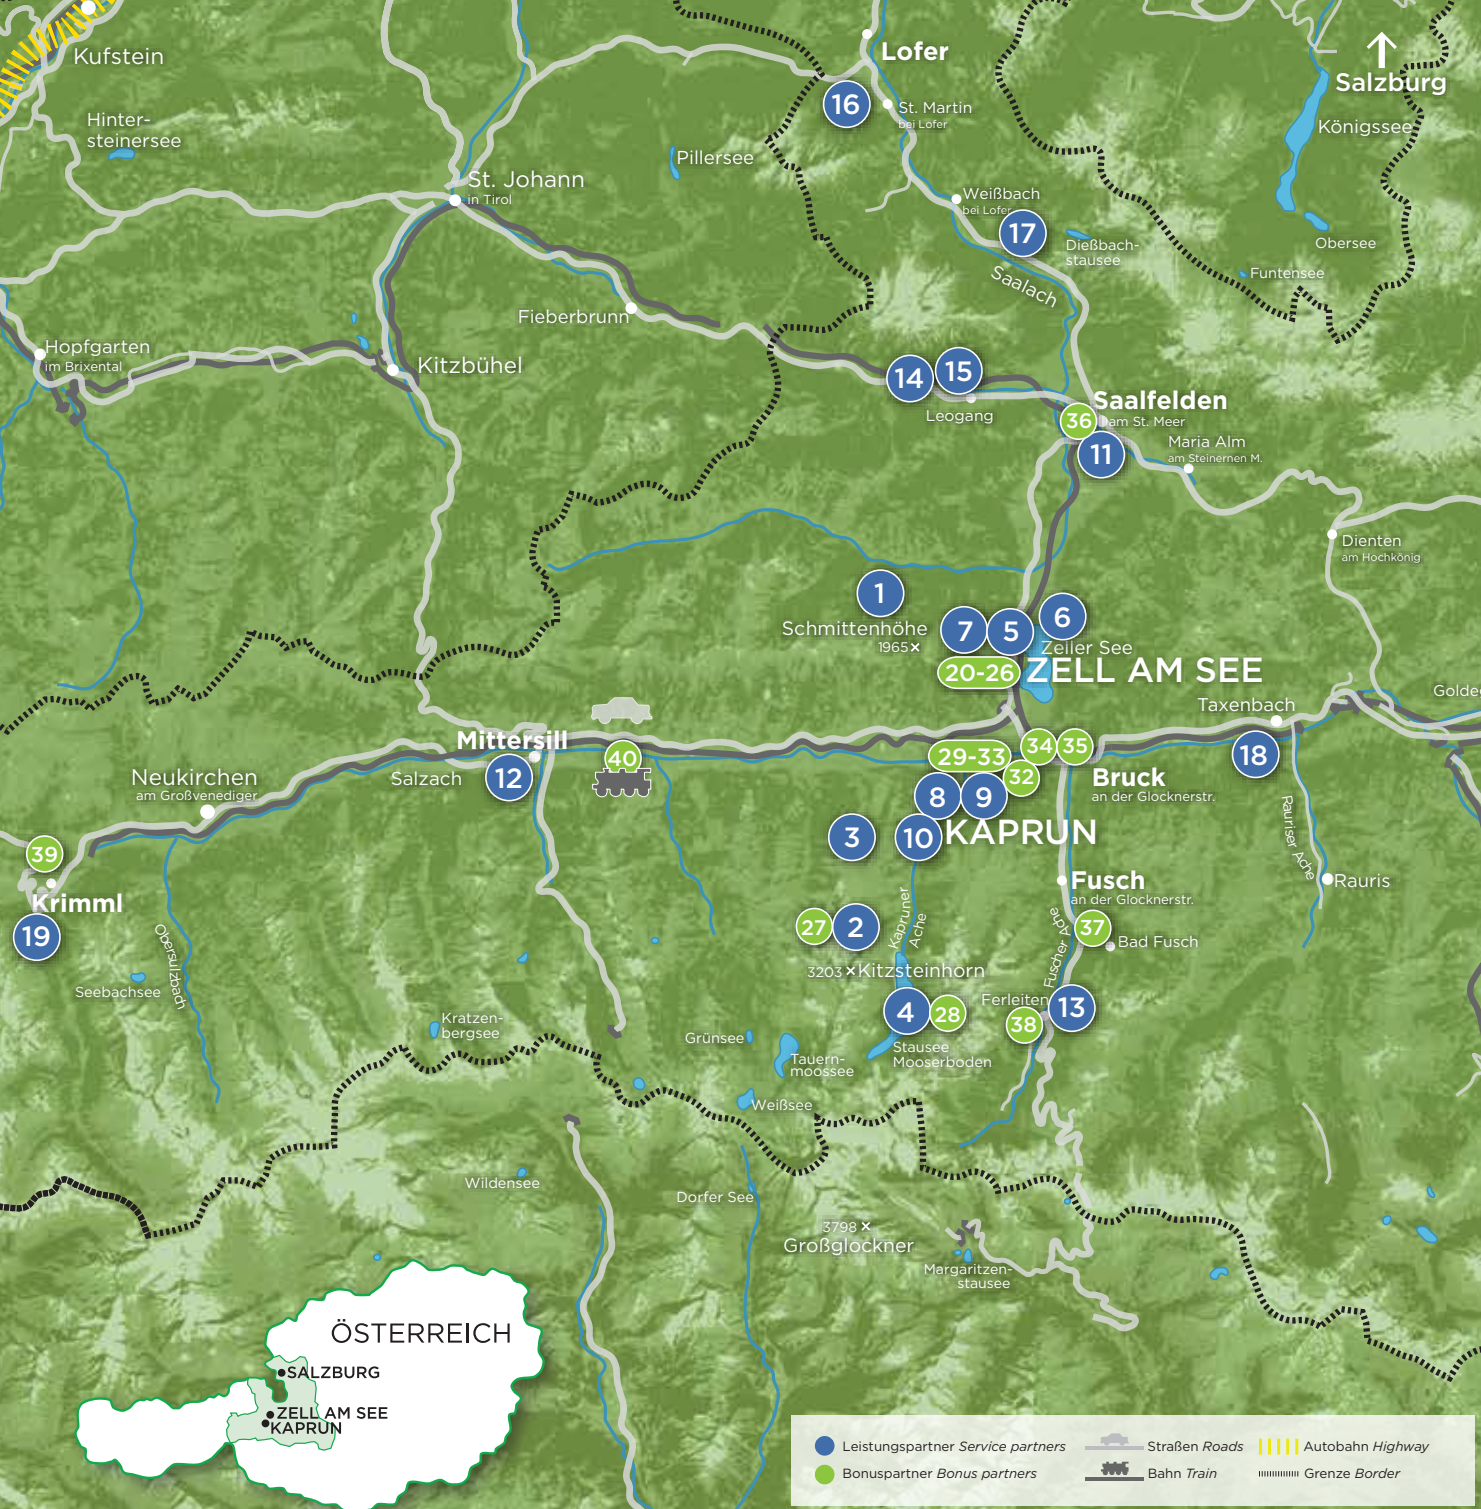 Kufstein
Lofer
Salzburg
16
St. Martin
bei Lofer
Hinter-
steinersee
Königssee
Pillersee
St. Johann
in Tirol
Weißbach
bei Lofer
17
Dießbach-
stausee
Obersee
Funtensee
Saalach
Fieberbrunn
Hopfgarten
im Brixental
Kitzbühel
14
15
Leogang
Saalfelden
am St. Meer
36
11
Maria Alm
am Steinernen M.
Dienten
am Hochkönig
1
Schmittenhöhe
1965
7
5
6
Zeller See
20-26
ZELL AM SEE
Taxenbach
Golde
Mittersill
40
29-33
34
35
18
Neukirchen
am Großvenediger
Salzach
12
32
Bruck
an der Glocknerstr.
8
9
3
10
KAPRUN
Rauriser Ache
39
Krimml
19
Fusch
an der Glocknerstr.
Rauris
27
2
Kapruner
Ache
37
Bad Fusch
Fuscher Ache
3203
Kitzsteinhorn
Obersulzbach
Seebachsee
4
28
Ferleiten
13
38
Kratzen-
bergsee
Grünsee
Tauern-
moossee
Stausee
Mooserboden
Weißsee
Wildensee
Dorfer See
3798
Großglockner
Margaritzen-
stausee
ÖSTERREICH
SALZBURG
ZELL AM SEE
KAPRUN
Leistungspartner Service partners
Straßen Roads
Autobahn Highway
Bonuspartner Bonus partners
Bahn Train
Grenze Border